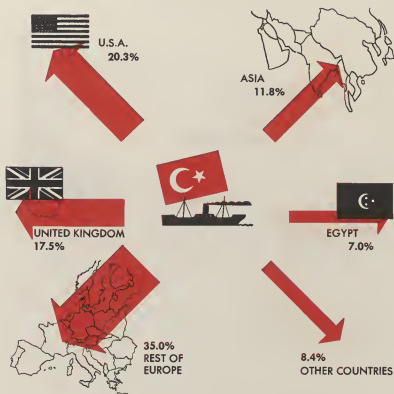 U.S.A.
20.3%
ASIA
11.8%
UNITED KINGDOM
17.5%
EGYPT
7.0%
35.0%
REST OF
EUROPE
8.4%
OTHER COUNTRIES